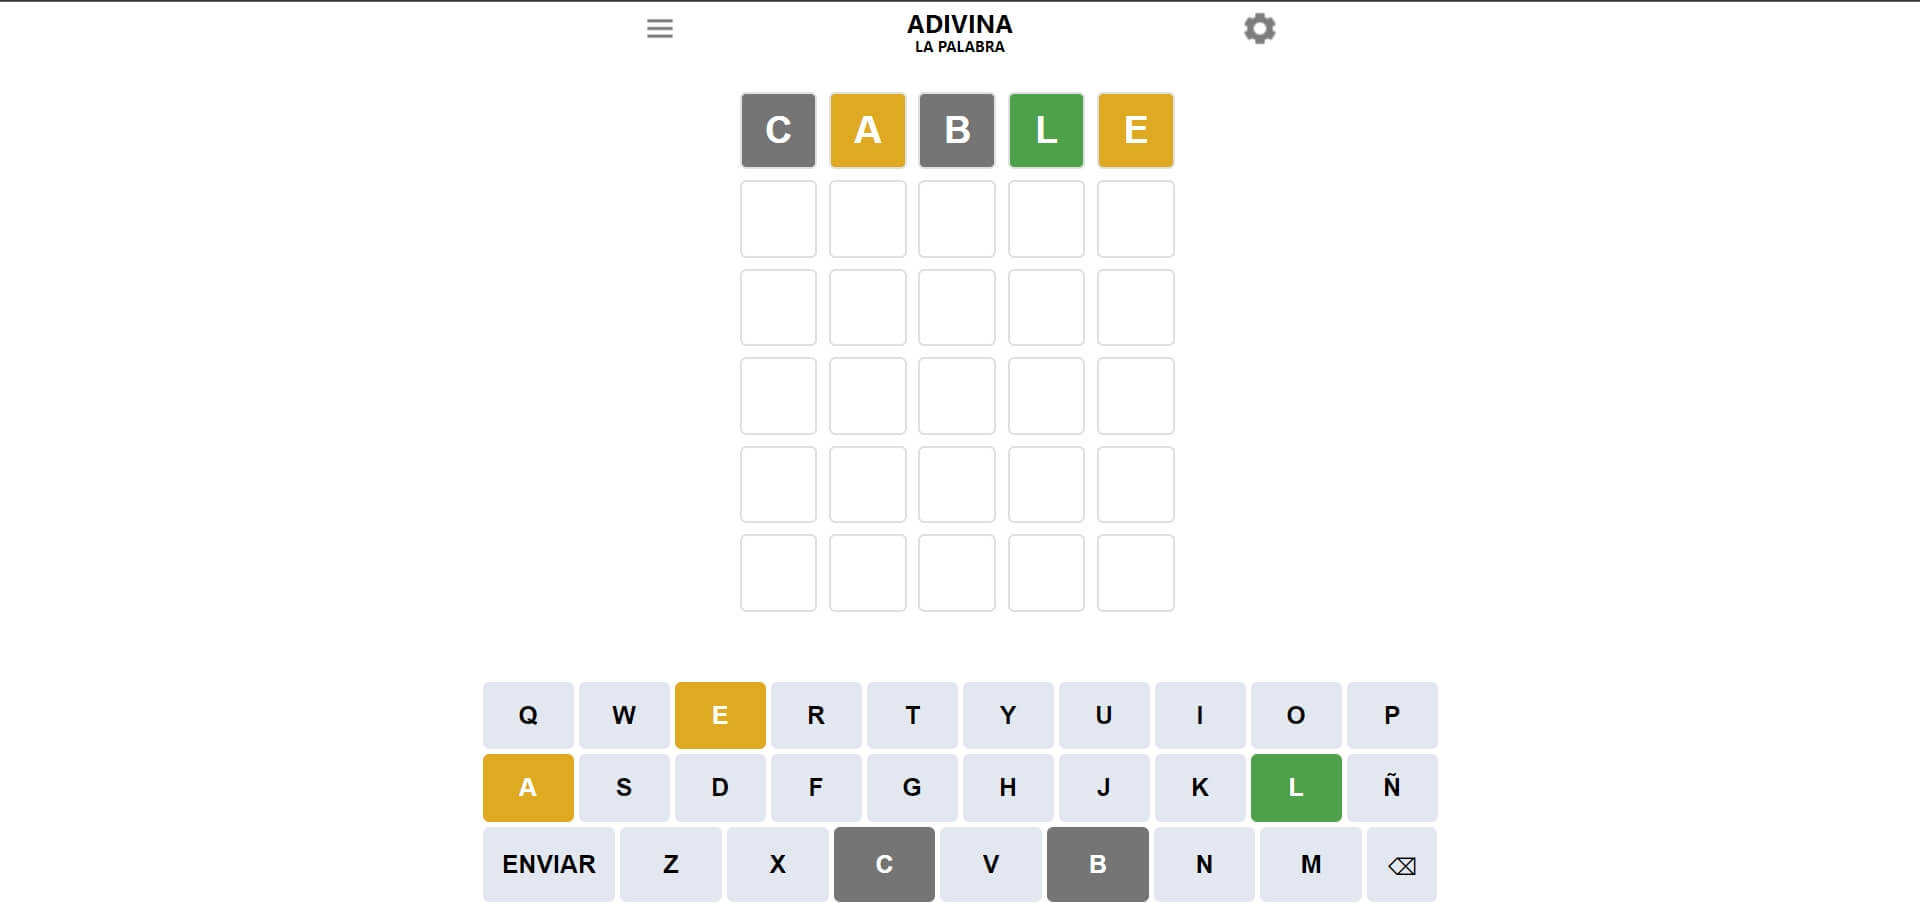 ADIVINA
LA PALABRA
C A B L E
Q W E R T Y U I O P
A S D F G H J K L Ñ
ENVIAR Z X C V B N M ⌫